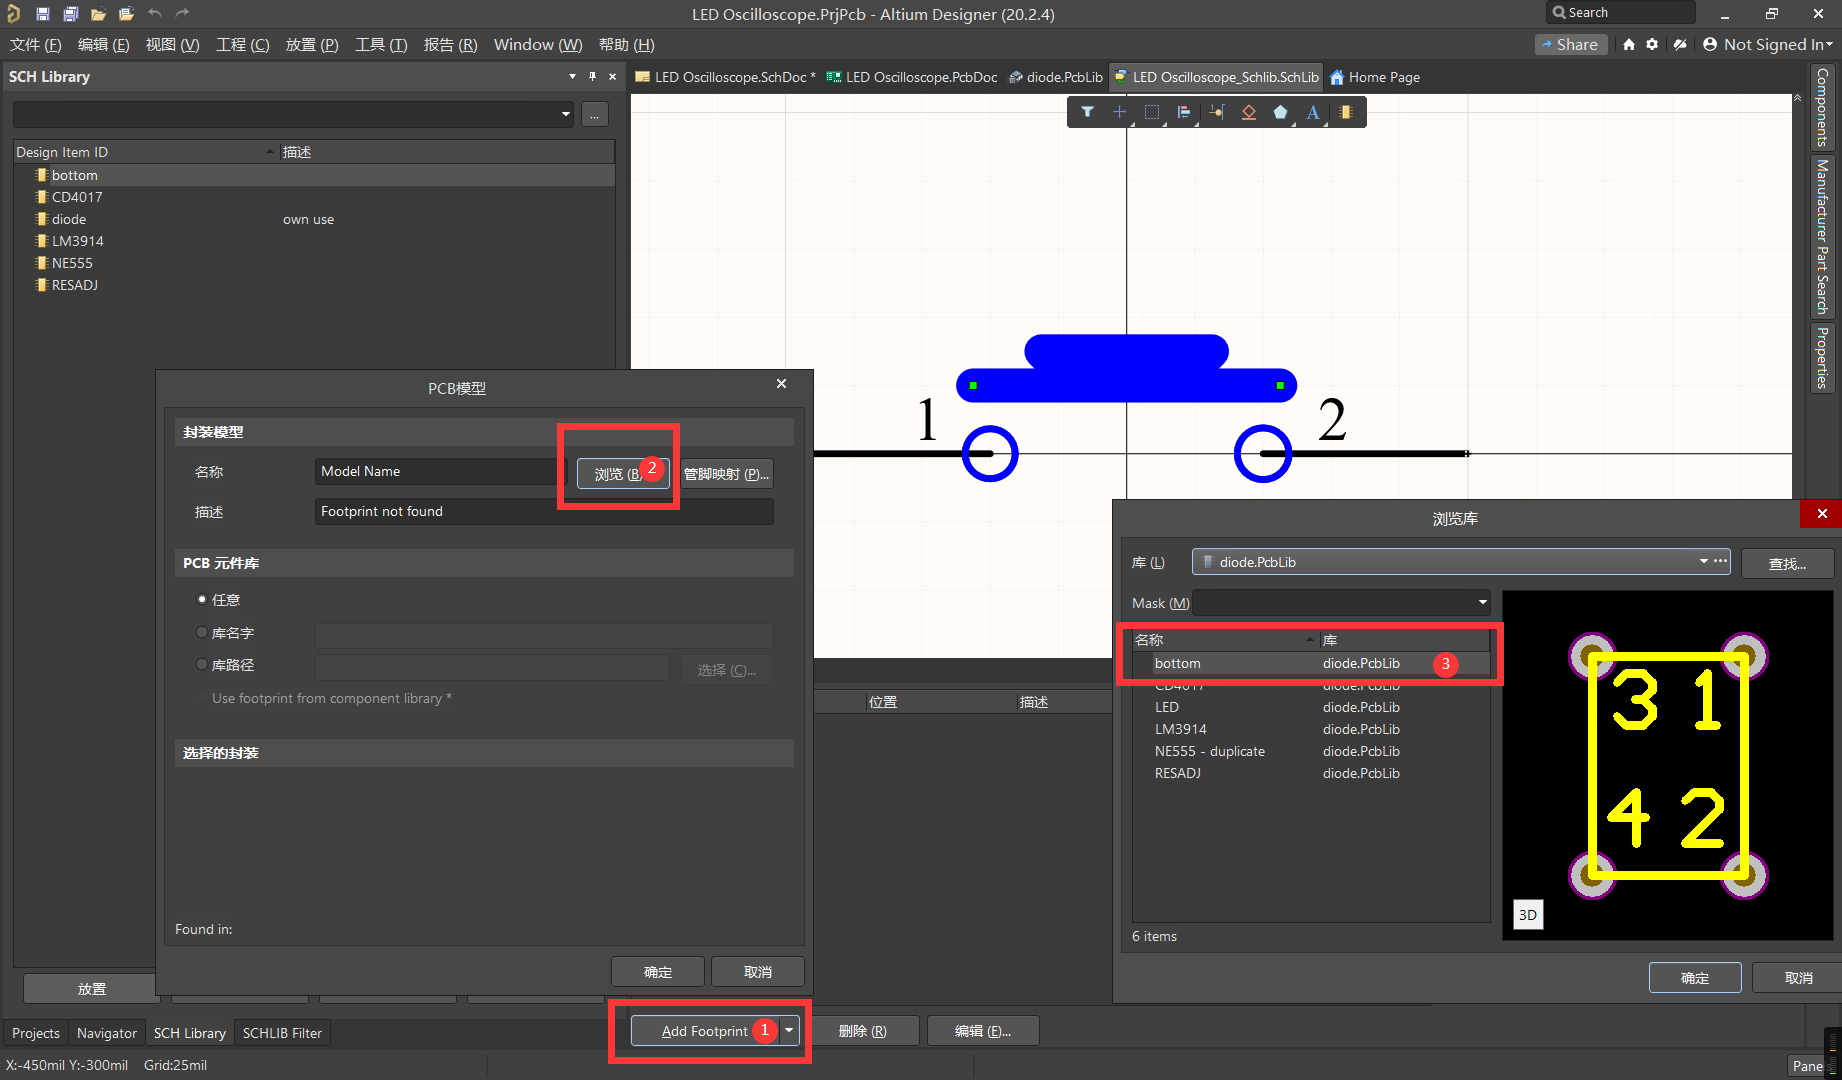 LED Oscilloscope.PrjPcb - Altium Designer (20.2.4)
Search
文件 (F) 编辑 (E) 视图 (V) 工程 (C) 放置 (P) 工具 (T) 报告 (R) Window (W) 帮助 (H)
Share
Not Signed In
SCH Library
LED Oscilloscope.SchDoc *
LED Oscilloscope.PcbDoc
diode.PcbLib
LED Oscilloscope_Schlib.SchLib
Home Page
...
Design Item ID 描述
bottom
CD4017
diode own use
LM3914
NE555
RESADJ
Components
Manufacturer Part Search
Properties
A
1
2
PCB模型
封装模型
名称 Model Name 浏览 (B 2 管脚映射 (P)...
描述 Footprint not found
PCB 元件库
任意
库名字
库路径 选择 (C)...
Use footprint from component library *
选择的封装
Found in:
确定 取消
位置 描述
浏览库
库 (L) diode.PcbLib ... 查找...
Mask (M)
名称 库
bottom diode.PcbLib 3
CD4017 diode.PcbLib
LED diode.PcbLib
LM3914 diode.PcbLib
NE555 - duplicate diode.PcbLib
RESADJ diode.PcbLib
3 1
4 2
3D
6 items
确定 取消
放置
Add Footprint 1 删除 (R) 编辑 (E)...
Projects Navigator SCH Library SCHLIB Filter
X:-450mil Y:-300mil Grid:25mil
Pane